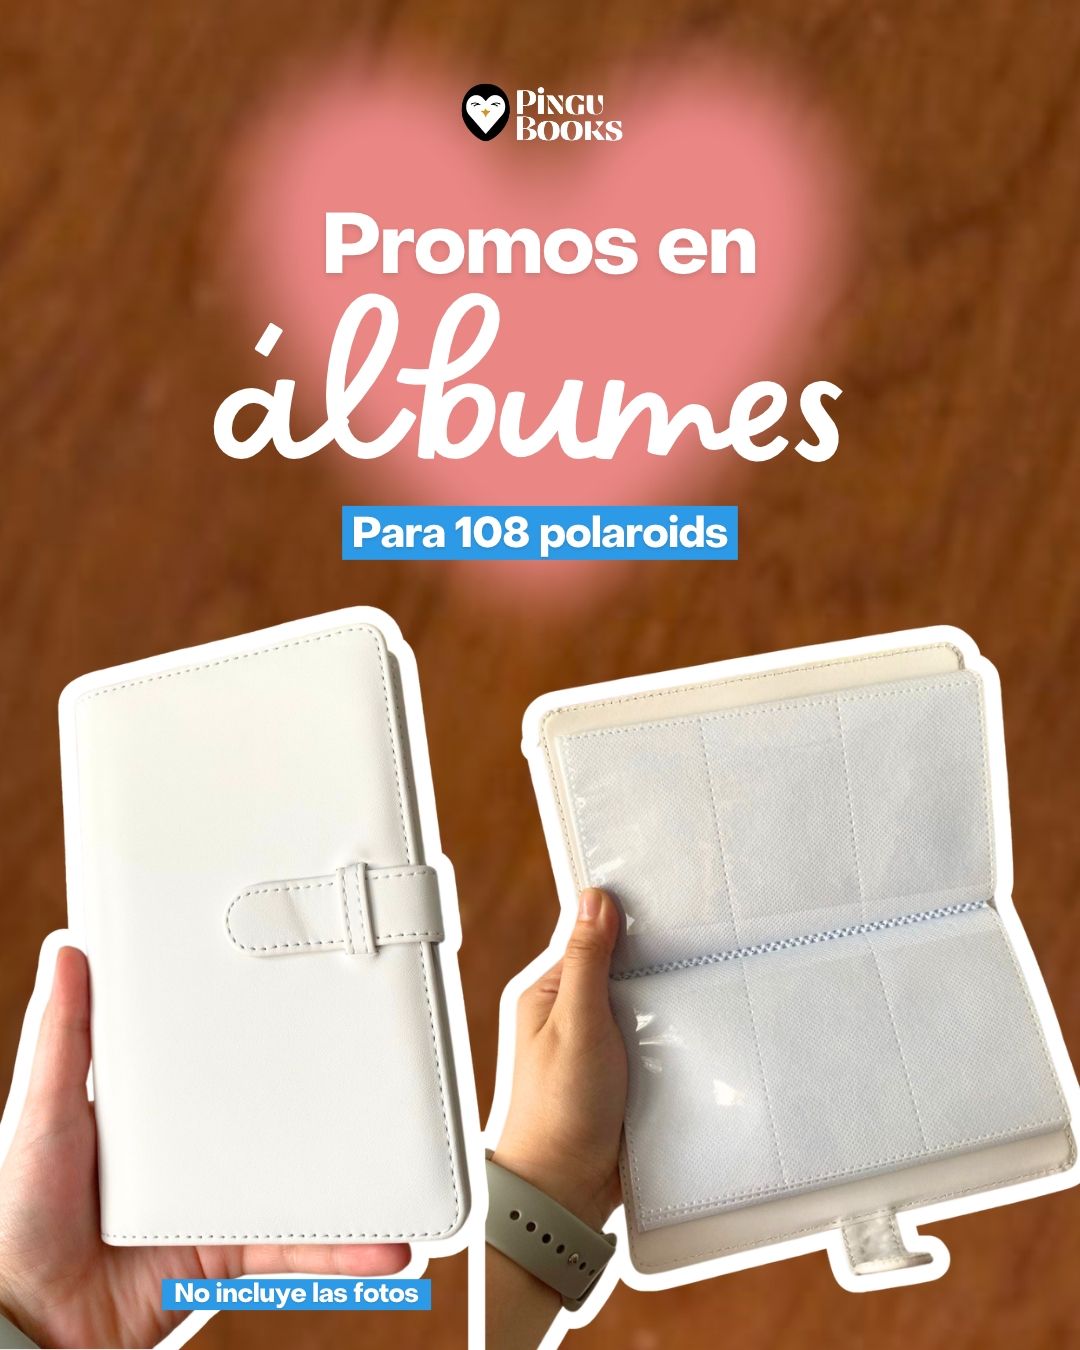 Pingu
Books
Promos en
álbumes
Para 108 polaroids
No incluye las fotos